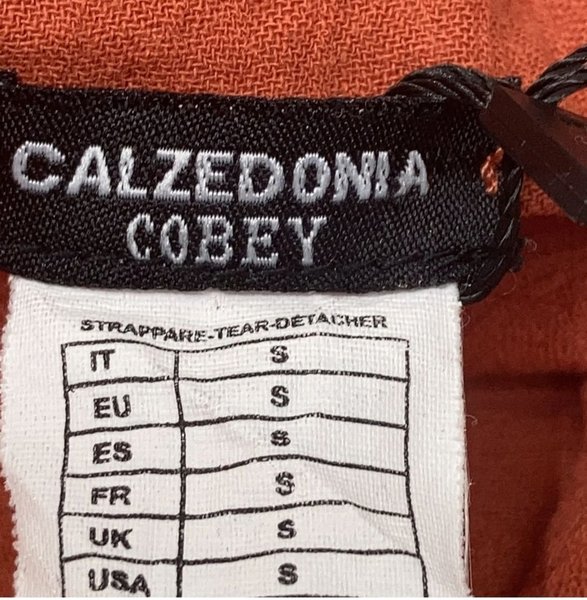 CALZEDONIA
COBEY
STRAPPARE-TEAR-DETACHER
IT S
EU S
ES S
FR S
UK S
USA S